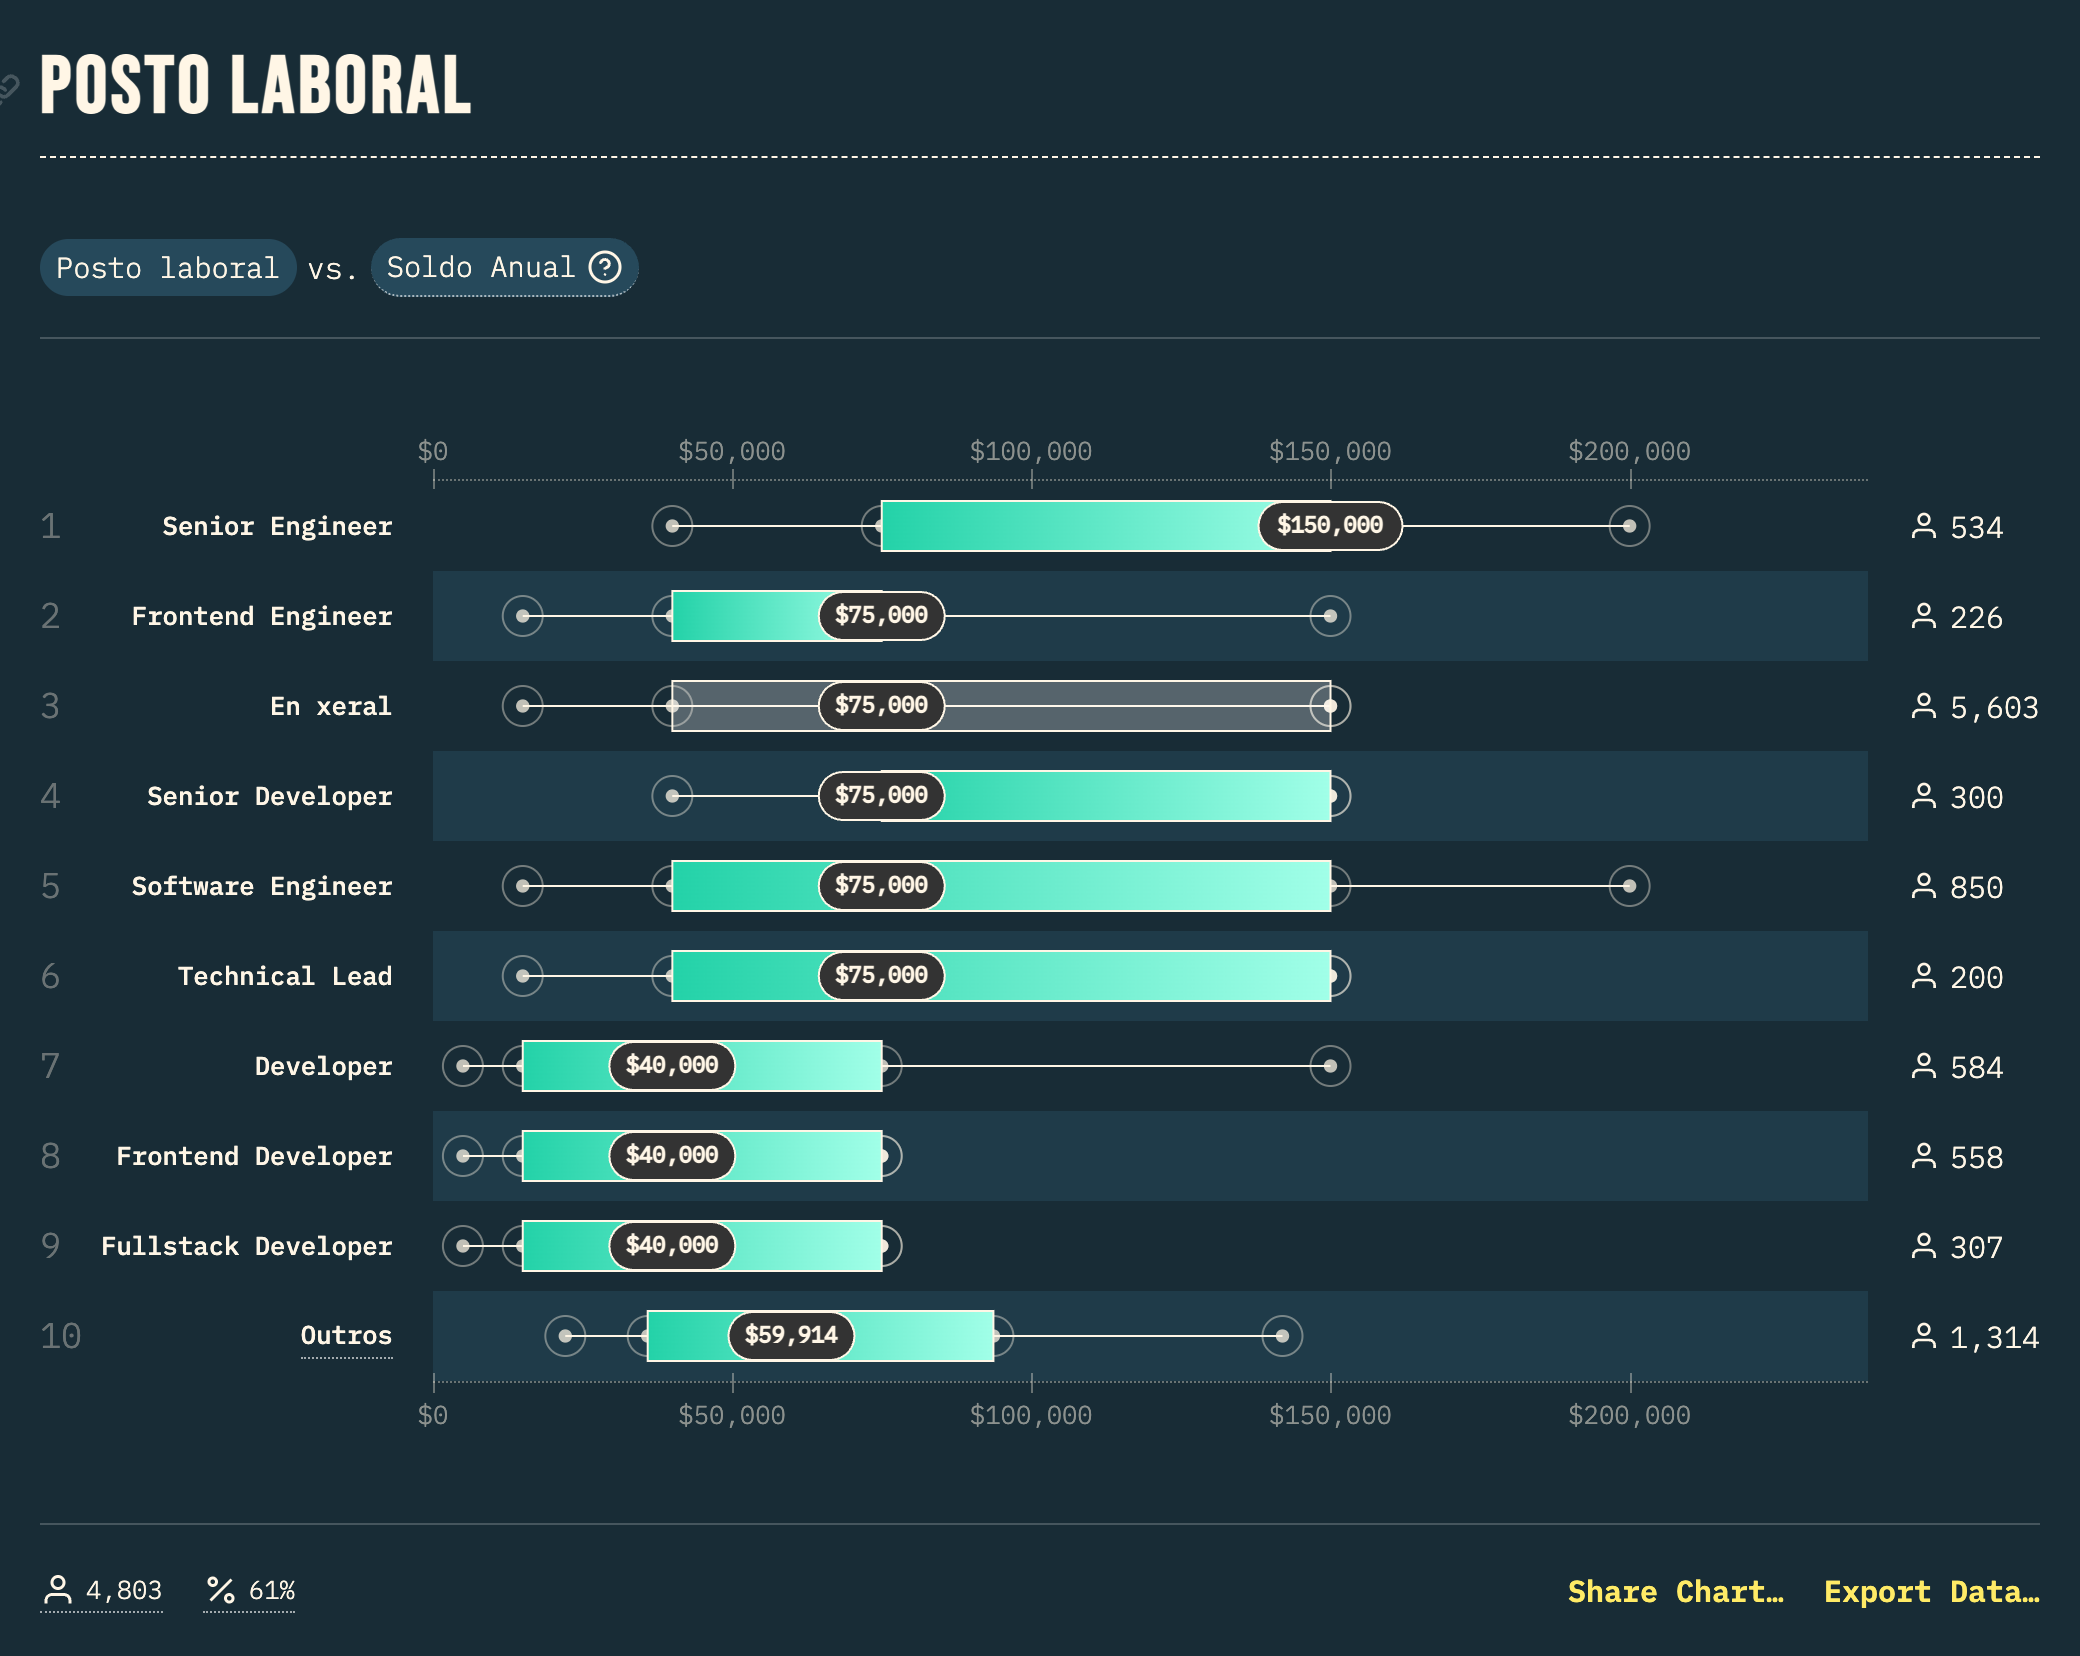 POSTO LABORAL
Posto laboral vs. Soldo Anual ?
$0 $50,000 $100,000 $150,000 $200,000
1 Senior Engineer $150,000 534
2 Frontend Engineer $75,000 226
3 En xeral $75,000 5,603
4 Senior Developer $75,000 300
5 Software Engineer $75,000 850
6 Technical Lead $75,000 200
7 Developer $40,000 584
8 Frontend Developer $40,000 558
9 Fullstack Developer $40,000 307
10 Outros $59,914 1,314
$0 $50,000 $100,000 $150,000 $200,000
4,803 % 61% Share Chart… Export Data…